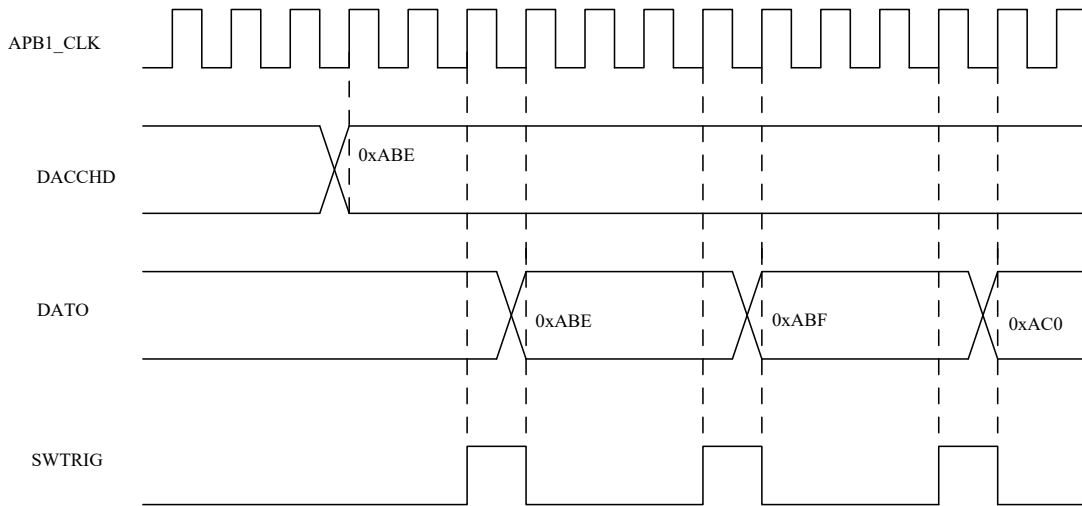 APB1_CLK
DACCHD
0xABE
DATO
0xABE
0xABF
0xAC0
SWTRIG